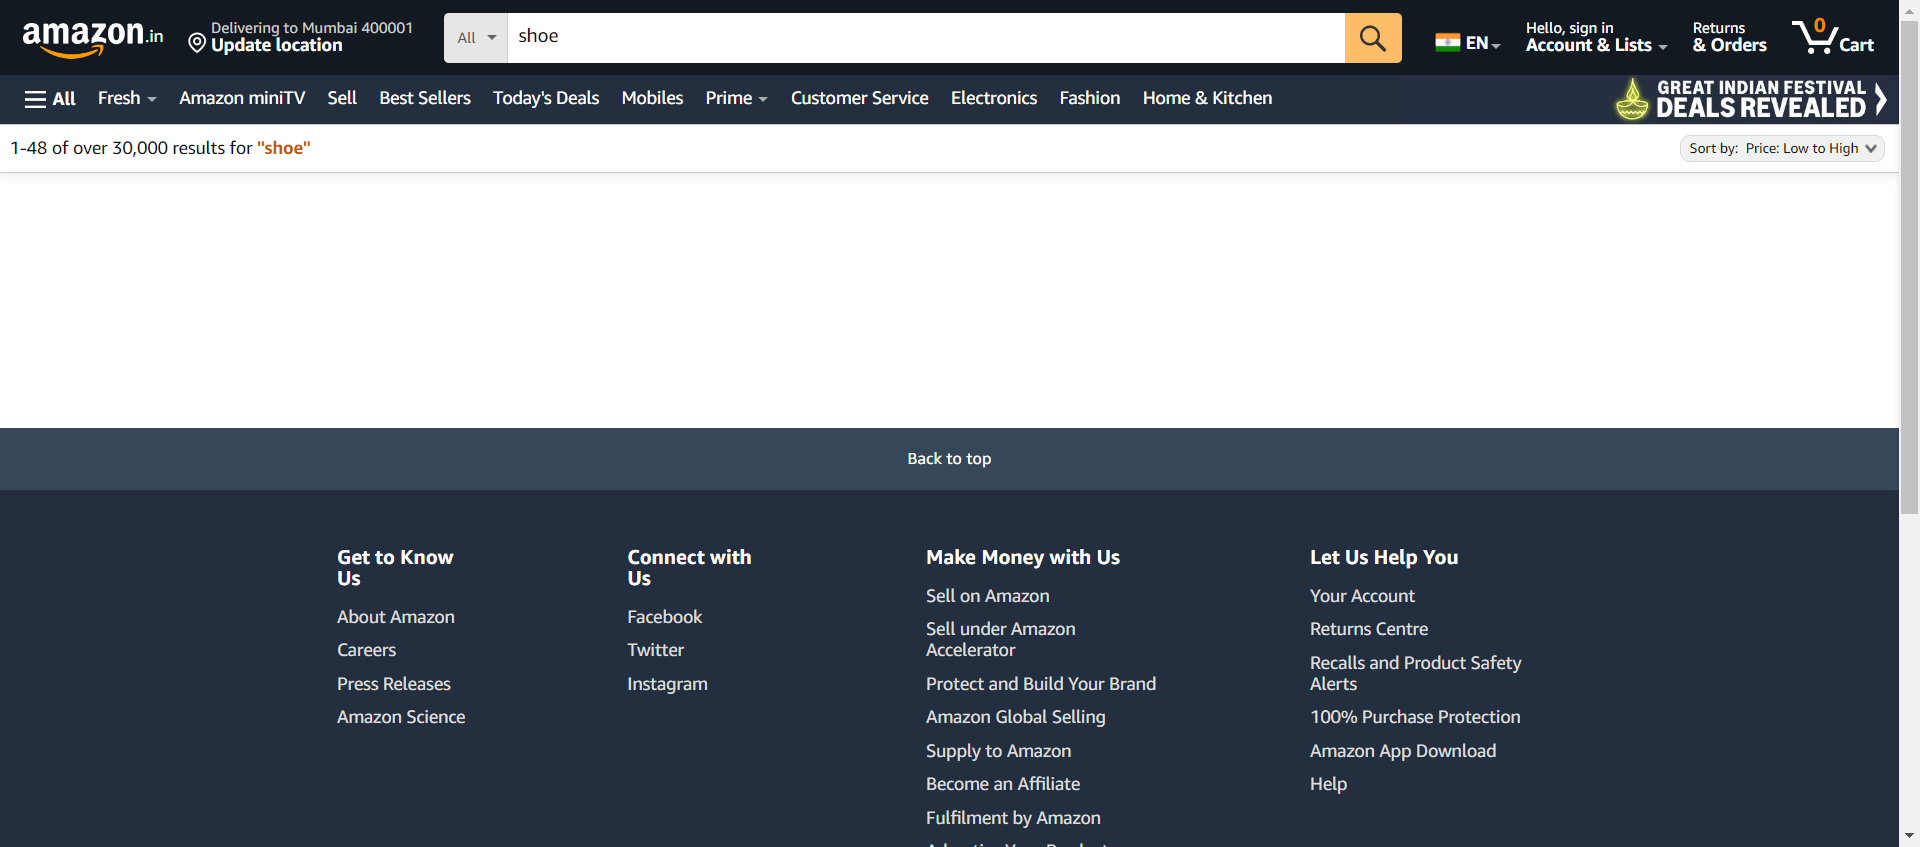 amazon.in
Delivering to Mumbai 400001
Update location
All
shoe
EN
Hello, sign in
Account & Lists
Returns
& Orders
0
Cart
All
Fresh
Amazon miniTV
Sell
Best Sellers
Today's Deals
Mobiles
Prime
Customer Service
Electronics
Fashion
Home & Kitchen
GREAT INDIAN FESTIVAL
DEALS REVEALED
1-48 of over 30,000 results for "shoe"
Sort by: Price: Low to High
Back to top
Get to Know
Us
About Amazon
Careers
Press Releases
Amazon Science
Connect with
Us
Facebook
Twitter
Instagram
Make Money with Us
Sell on Amazon
Sell under Amazon
Accelerator
Protect and Build Your Brand
Amazon Global Selling
Supply to Amazon
Become an Affiliate
Fulfilment by Amazon
Let Us Help You
Your Account
Returns Centre
Recalls and Product Safety
Alerts
100% Purchase Protection
Amazon App Download
Help